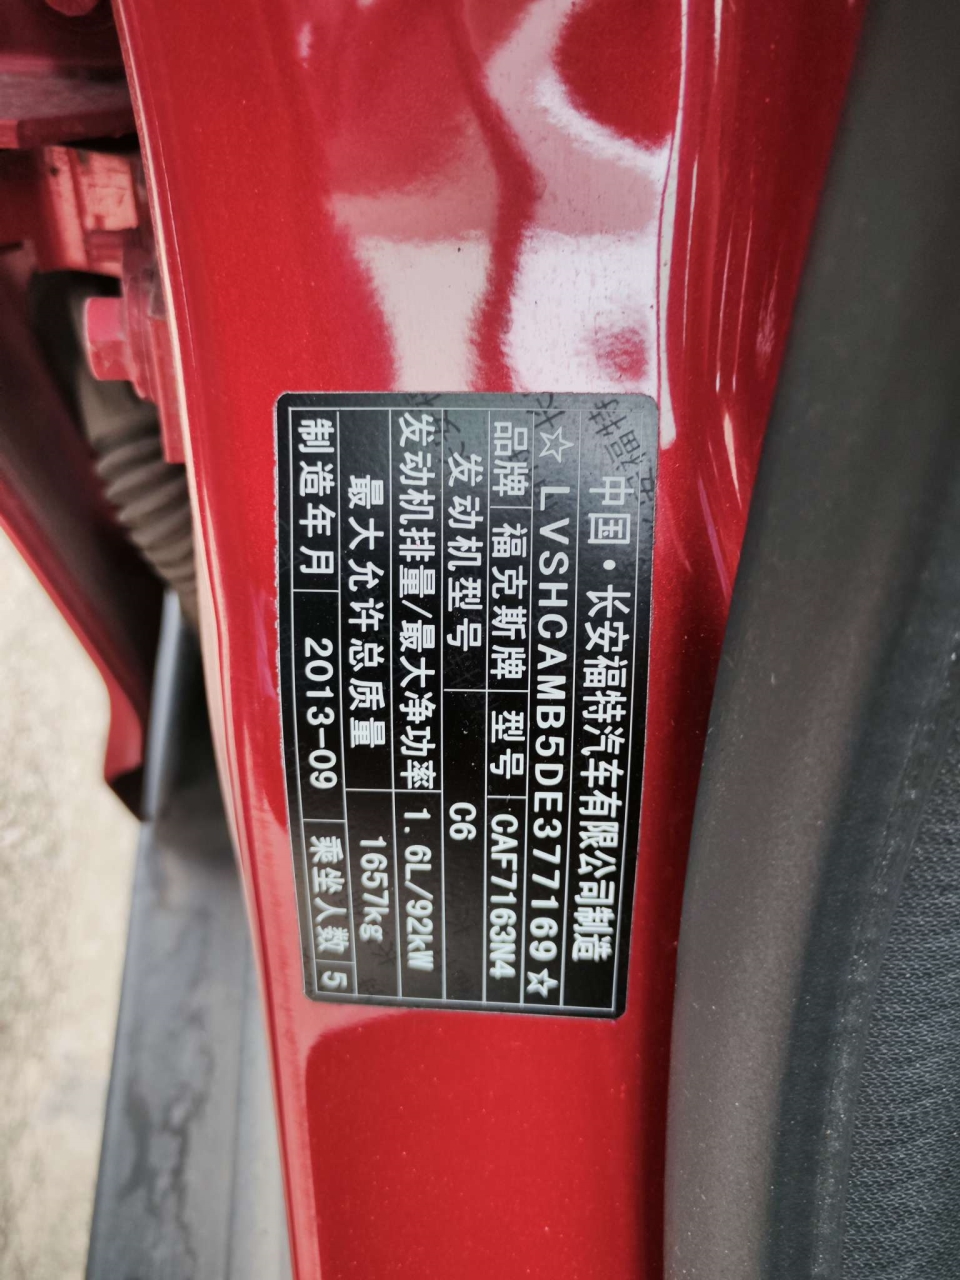 中国·长安福特汽车有限公司制造
☆ LVSHCAMB5DE377169☆
品牌 福克斯牌 型号 CAF7163N4
发动机型号 C6
发动机排量/最大净功率 1.6L/92kW
最大允许总质量 1657kg
制造年月 2013-09 乘坐人数 5